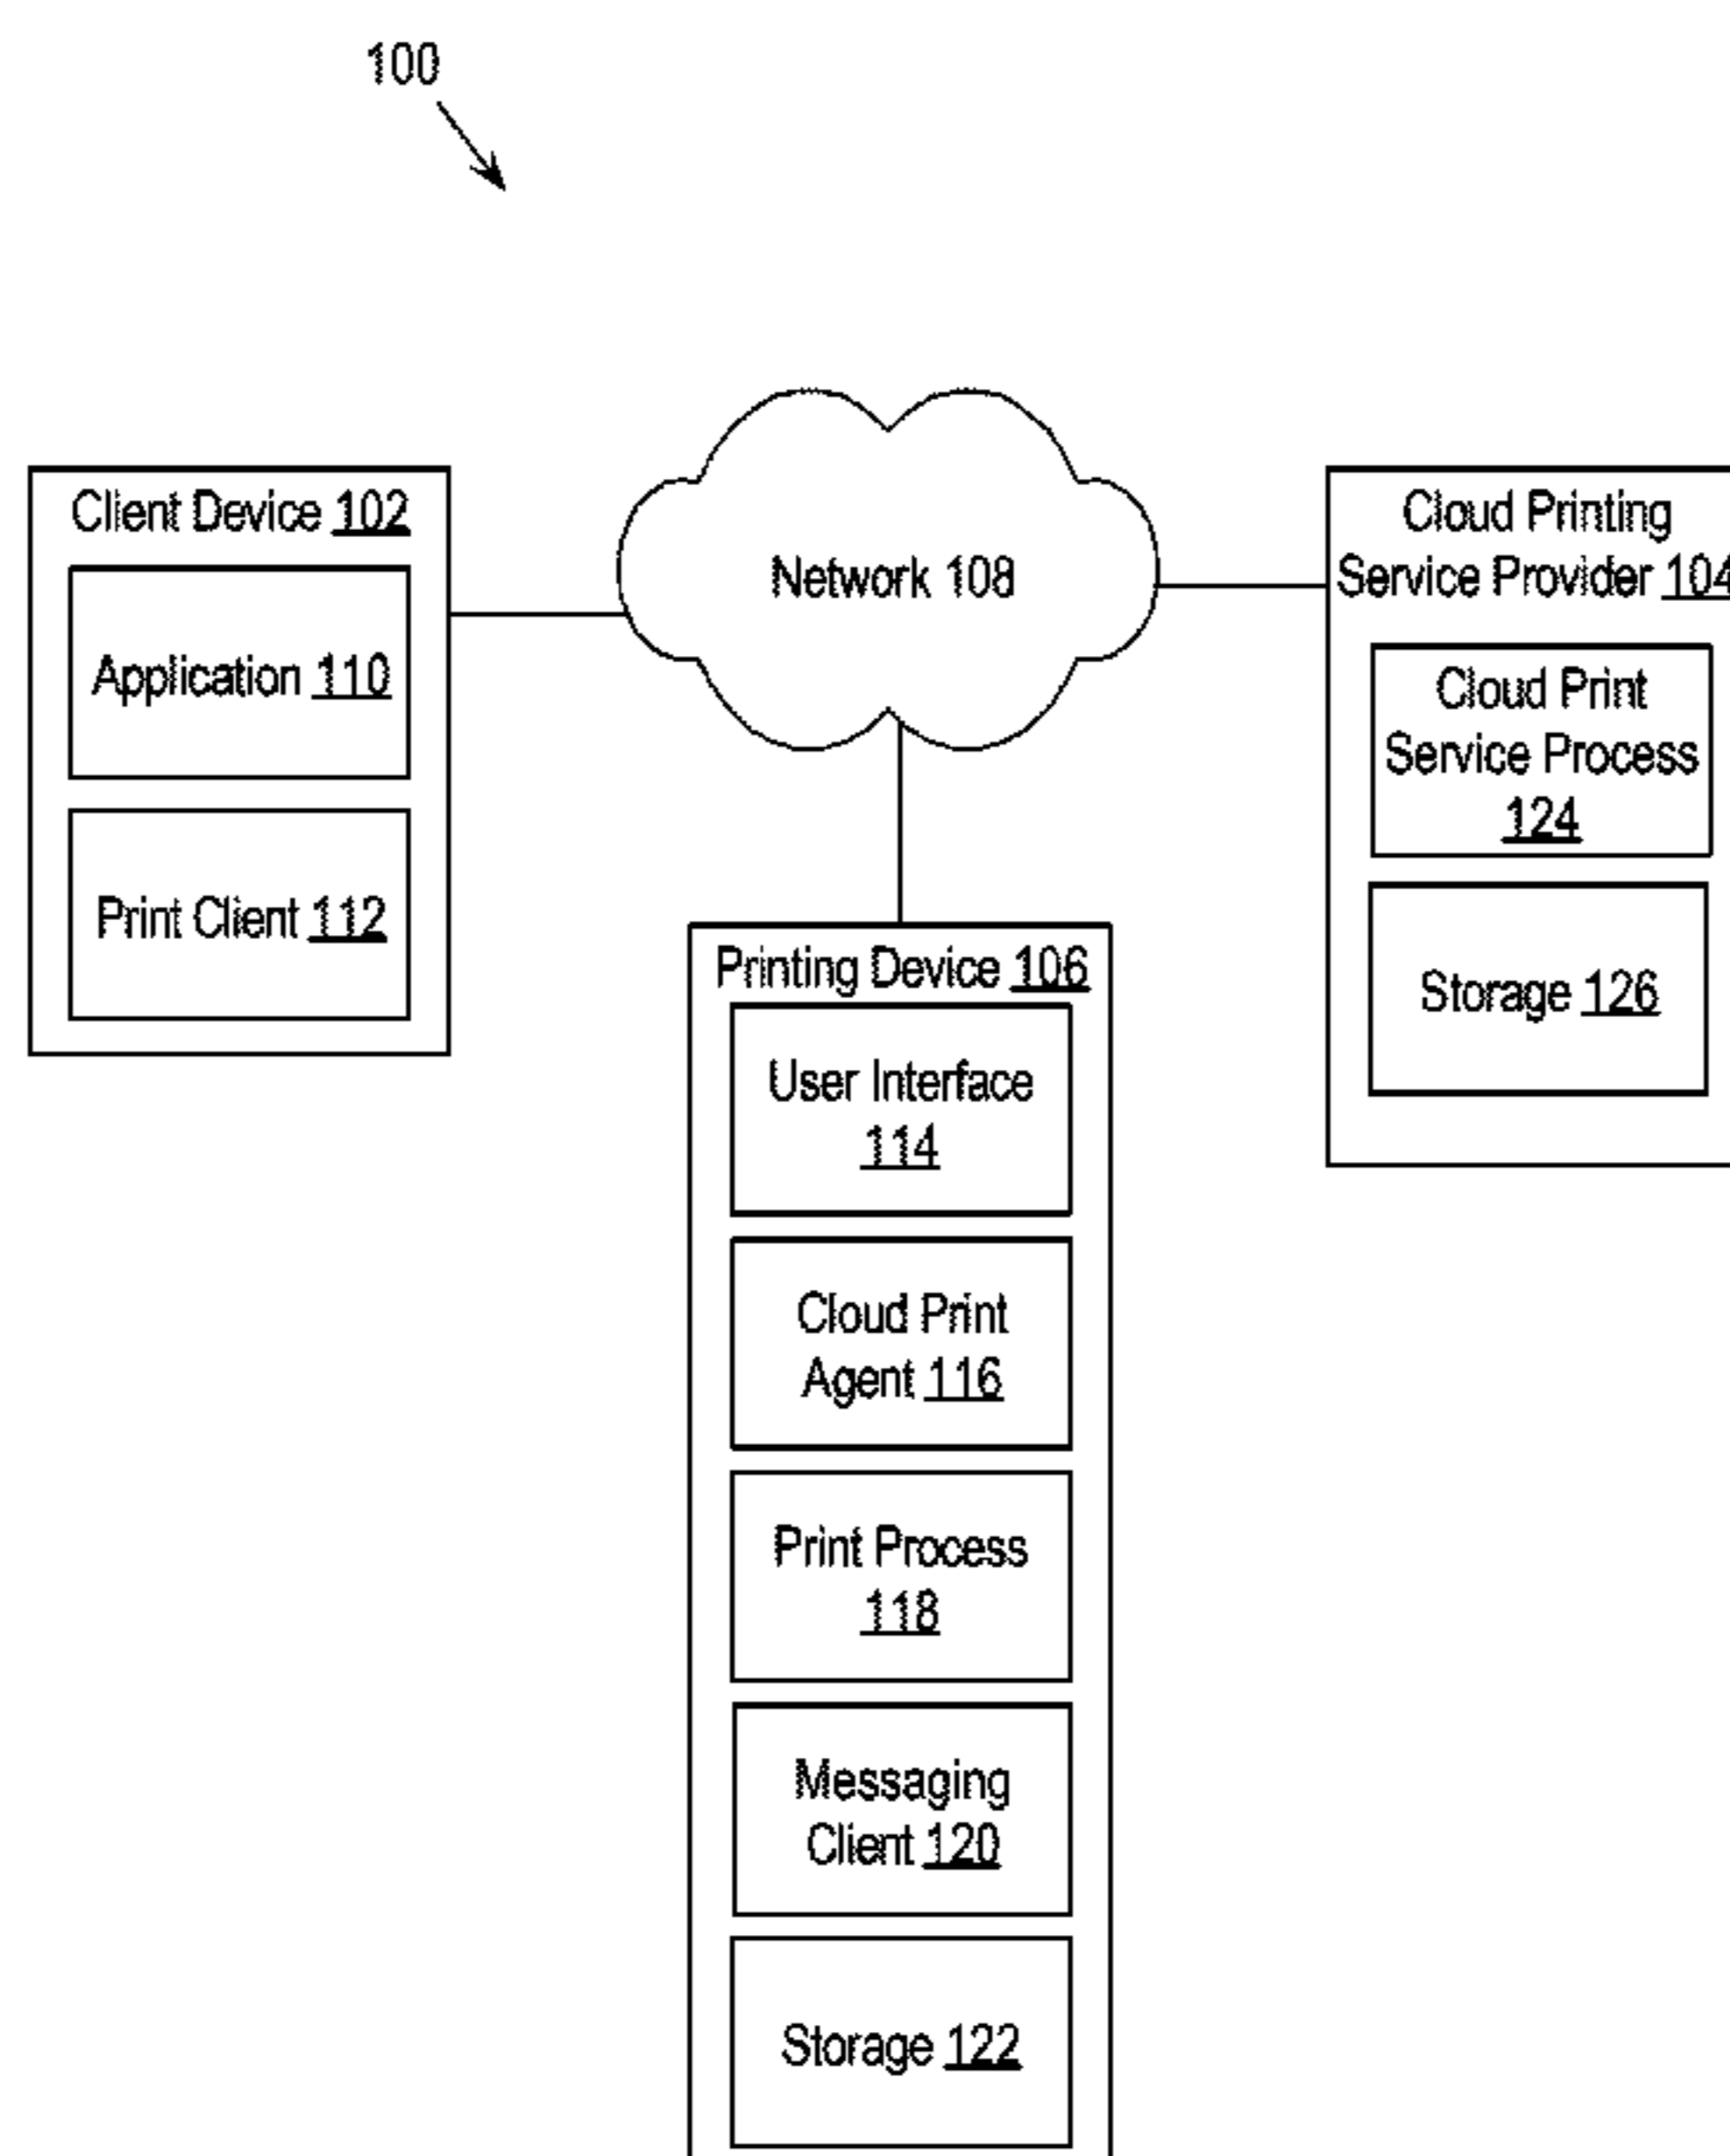 100
Network 108
Client Device 102
Application 110
Print Client 112
Cloud Printing
Service Provider 104
Cloud Print
Service Process
124
Storage 126
Printing Device 106
User Interface
114
Cloud Print
Agent 116
Print Process
118
Messaging
Client 120
Storage 122